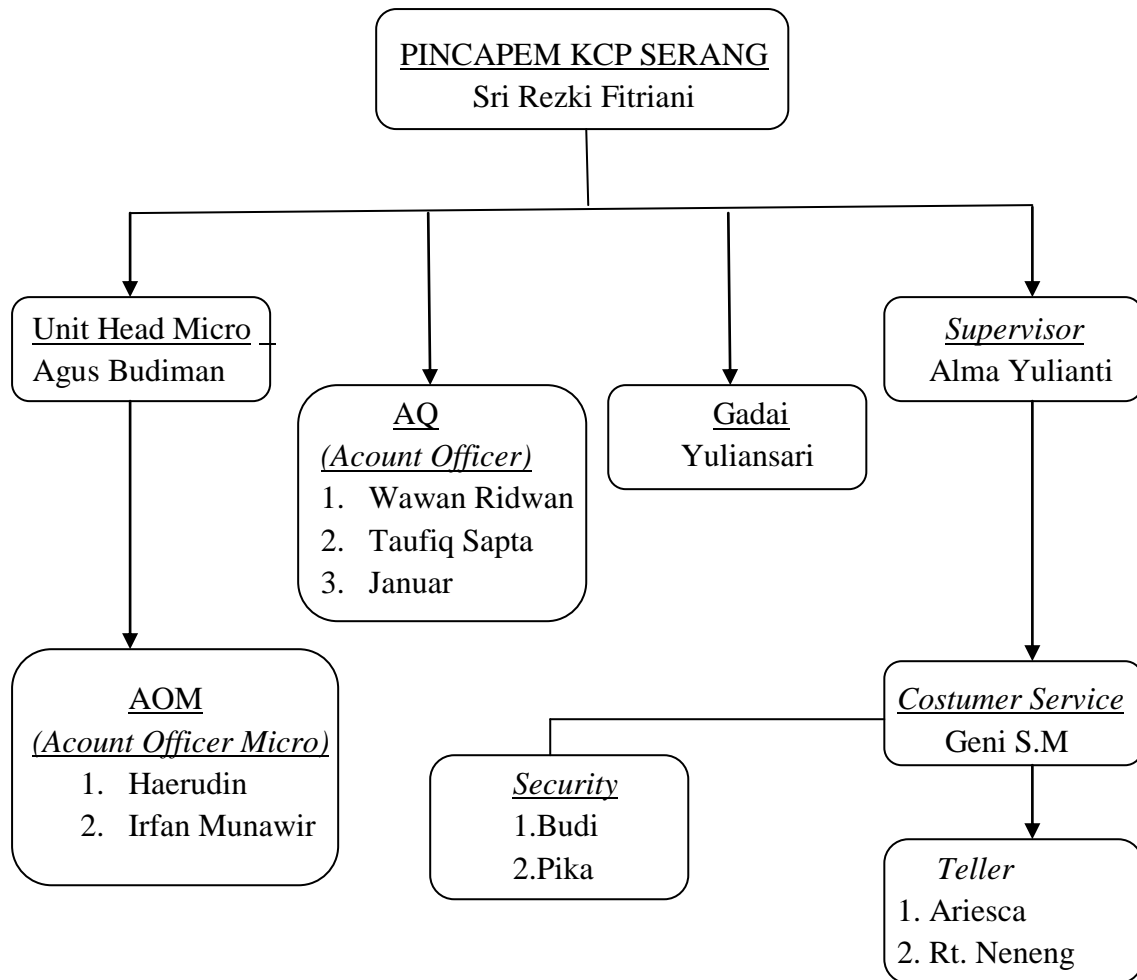 PINCAPEM KCP SERANG
Sri Rezki Fitriani
Unit Head Micro
Agus Budiman
Supervisor
Alma Yulianti
AQ
(Acount Officer)
1. Wawan Ridwan
2. Taufiq Sapta
3. Januar
Gadai
Yuliansari
AOM
(Acount Officer Micro)
1. Haerudin
2. Irfan Munawir
Costumer Service
Geni S.M
Security
1.Budi
2.Pika
Teller
1. Ariesca
2. Rt. Neneng